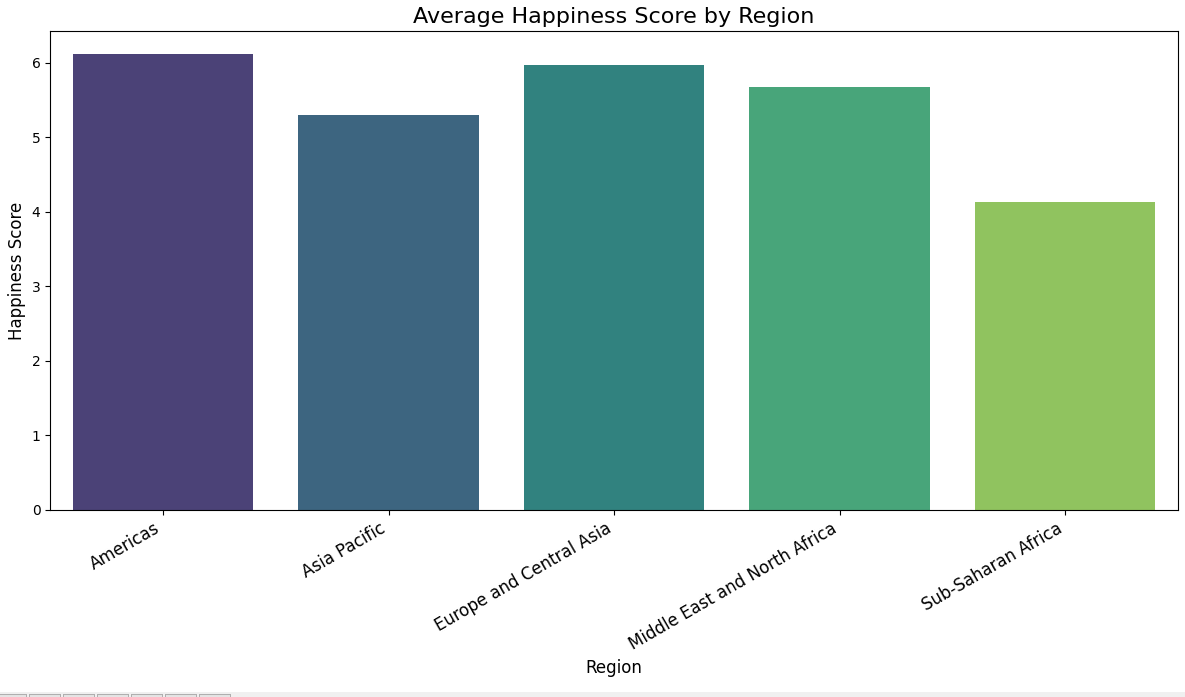 Average Happiness Score by Region
Happiness Score
6
5
4
3
2
1
0
Americas
Asia Pacific
Europe and Central Asia
Middle East and North Africa
Sub-Saharan Africa
Region